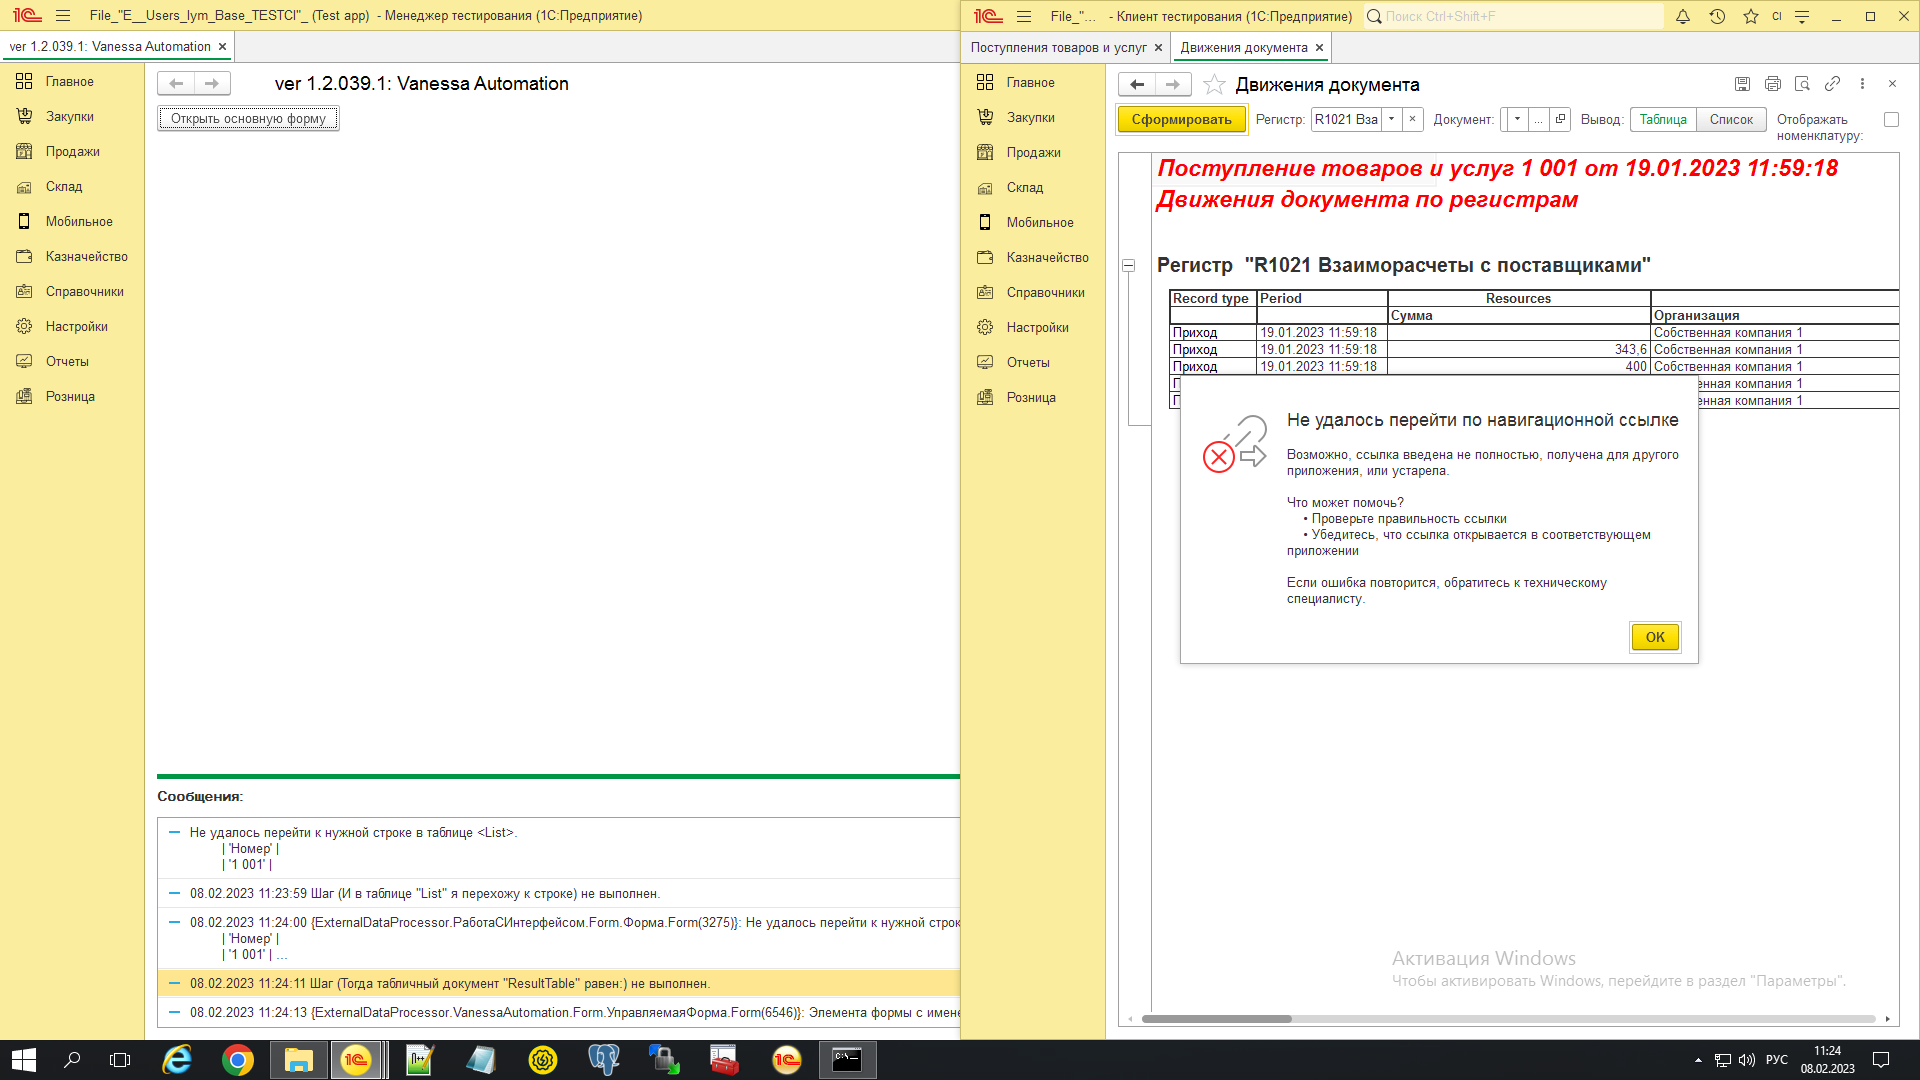 File_"E__Users_lym_Base_TESTCI"_ (Test app) - Менеджер тестирования (1С:Предприятие)
ver 1.2.039.1: Vanessa Automation
Главное
Закупки
Продажи
Склад
Мобильное
Казначейство
Справочники
Настройки
Отчеты
Розница
ver 1.2.039.1: Vanessa Automation
Открыть основную форму
Сообщения:
Не удалось перейти к нужной строке в таблице <List>.
| 'Номер' |
| '1 001' |
08.02.2023 11:23:59 Шаг (И в таблице "List" я перехожу к строке) не выполнен.
08.02.2023 11:24:00 {ExternalDataProcessor.РаботаСИнтерфейсом.Form.Форма.Form(3275)}: Не удалось перейти к нужной строк
| 'Номер' |
| '1 001' | ...
08.02.2023 11:24:11 Шаг (Тогда табличный документ "ResultTable" равен:) не выполнен.
08.02.2023 11:24:13 {ExternalDataProcessor.VanessaAutomation.Form.УправляемаяФорма.Form(6546)}: Элемента формы с имене
File_"... - Клиент тестирования (1С:Предприятие)
Поиск Ctrl+Shift+F
CI
Поступления товаров и услуг
Движения документа
Главное
Закупки
Продажи
Склад
Мобильное
Казначейство
Справочники
Настройки
Отчеты
Розница
Движения документа
Сформировать
Регистр: R1021 Вза
Документ: ...
Вывод: Таблица Список
Отображать номенклатуру:
Поступление товаров и услуг 1 001 от 19.01.2023 11:59:18
Движения документа по регистрам
Регистр "R1021 Взаиморасчеты с поставщиками"
Record type Period Resources
Сумма Организация
Приход 19.01.2023 11:59:18 Собственная компания 1
Приход 19.01.2023 11:59:18 343,6 Собственная компания 1
Приход 19.01.2023 11:59:18 400 Собственная компания 1
П енная компания 1
П енная компания 1
Не удалось перейти по навигационной ссылке
Возможно, ссылка введена не полностью, получена для другого
приложения, или устарела.
Что может помочь?
• Проверьте правильность ссылки
• Убедитесь, что ссылка открывается в соответствующем
приложении
Если ошибка повторится, обратитесь к техническому
специалисту.
OK
Активация Windows
Чтобы активировать Windows, перейдите в раздел "Параметры".
РУС
11:24
08.02.2023